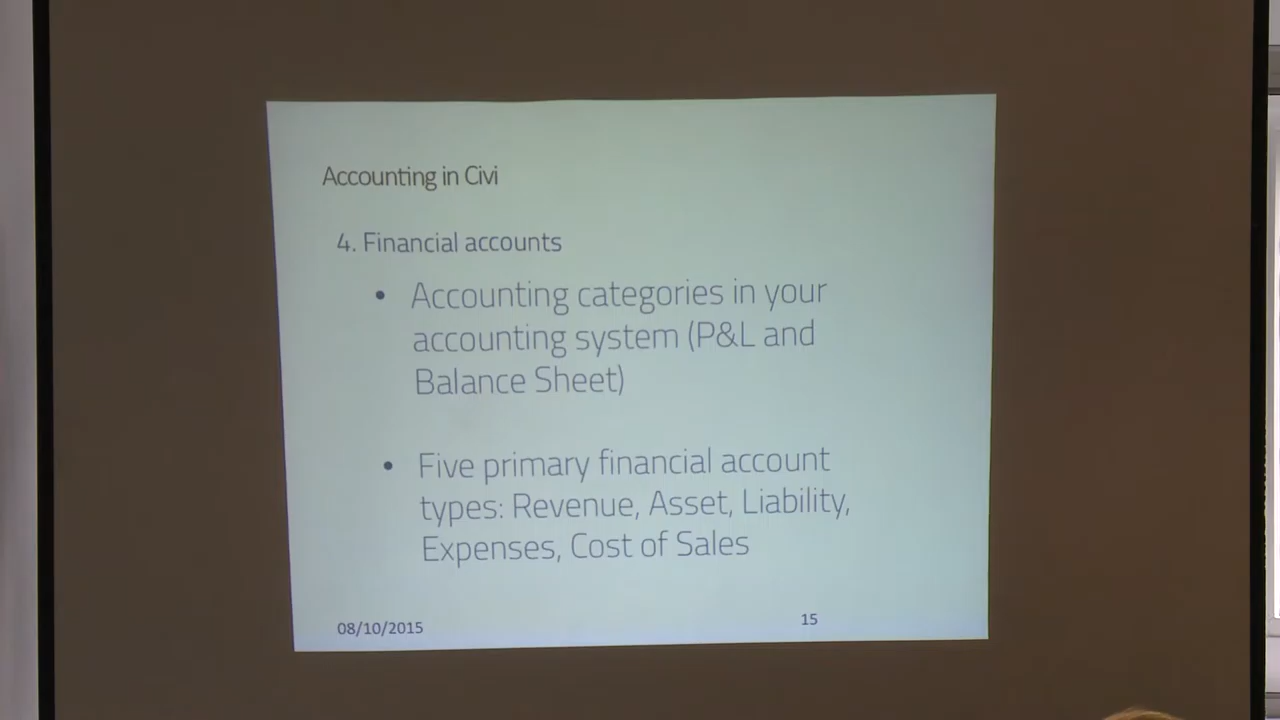 Accounting in Civi
4. Financial accounts
• Accounting categories in your
accounting system (P&L and
Balance Sheet)
• Five primary financial account
types: Revenue, Asset, Liability,
Expenses, Cost of Sales
08/10/2015
15